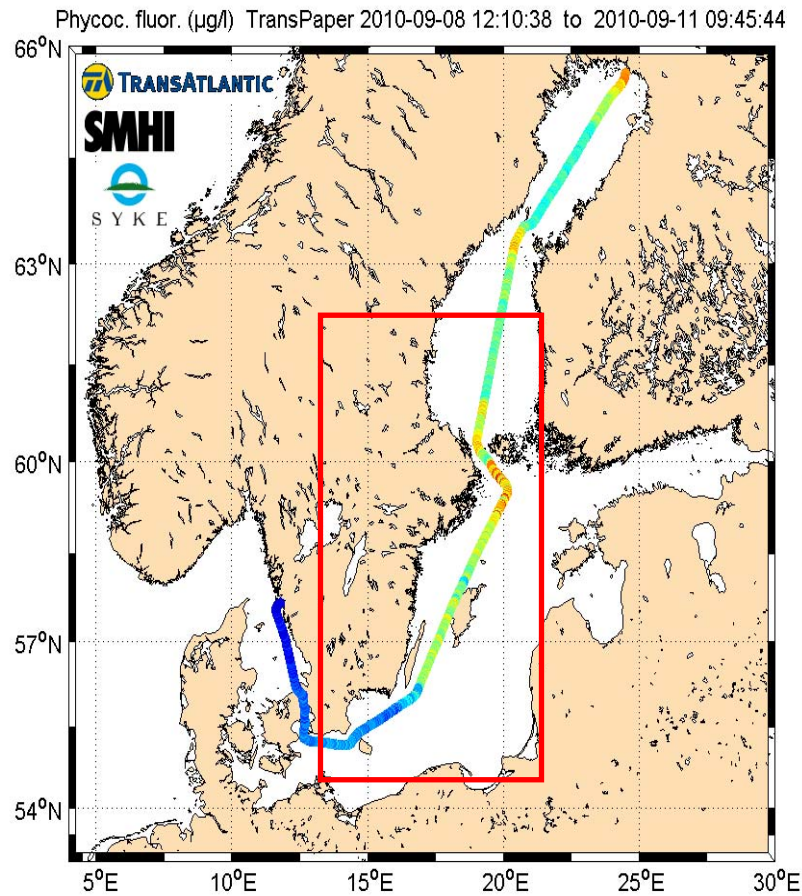 Phycoc. fluor. (µg/l) TransPaper 2010-09-08 12:10:38 to 2010-09-11 09:45:44
66°N
TRANSATLANTIC
SMHI
SYKE
63°N
60°N
57°N
54°N
5°E 10°E 15°E 20°E 25°E 30°E